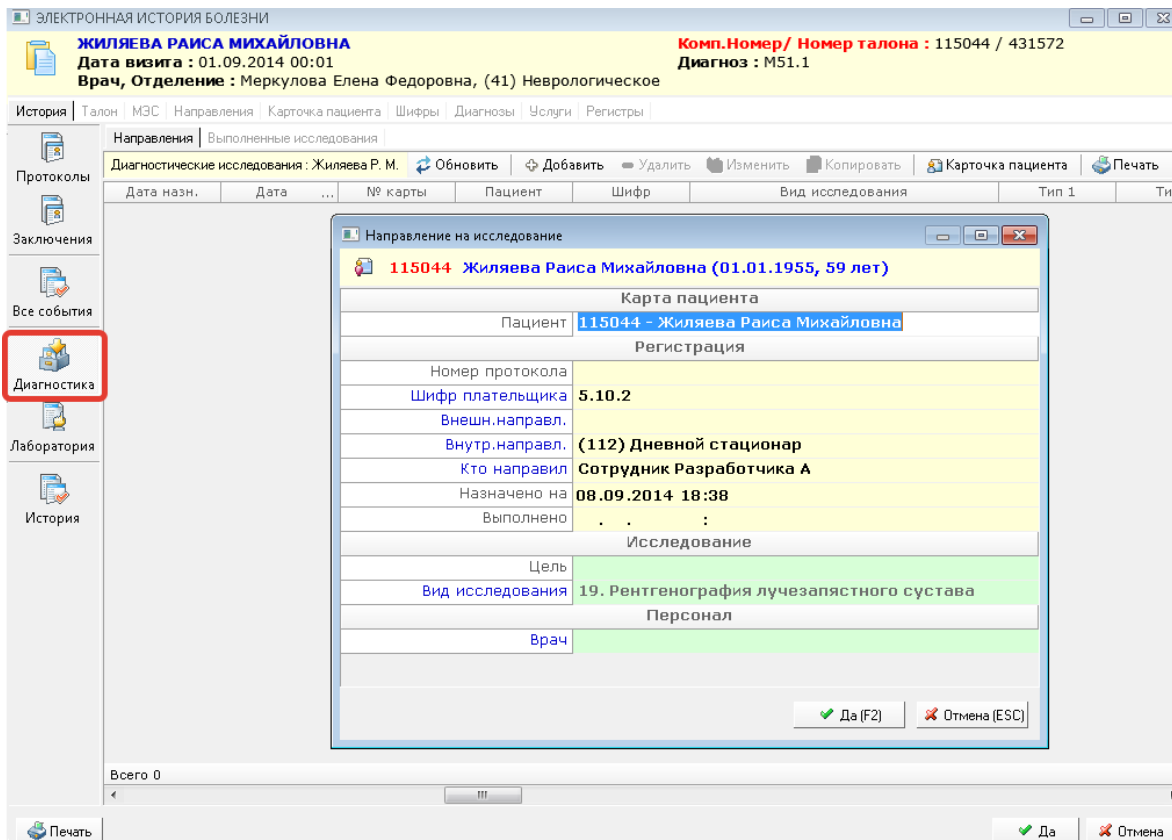 ЭЛЕКТРОННАЯ ИСТОРИЯ БОЛЕЗНИ
ЖИЛЯЕВА РАИСА МИХАЙЛОВНА
Комп.Номер/ Номер талона : 115044 / 431572
Дата визита : 01.09.2014 00:01
Диагноз : M51.1
Врач, Отделение : Меркулова Елена Федоровна, (41) Неврологическое
История Талон МЭС Направления Карточка пациента Шифры Диагнозы Услуги Регистры
Протоколы
Заключения
Все события
Диагностика
Лаборатория
История
Направления Выполненные исследования
Диагностические исследования : Жиляева Р. М. Обновить Добавить Удалить Изменить Копировать Карточка пациента Печать
Дата назн. Дата ... № карты Пациент Шифр Вид исследования Тип 1 Ти
Направление на исследование
115044 Жиляева Раиса Михайловна (01.01.1955, 59 лет)
Карта пациента
Пациент 115044 - Жиляева Раиса Михайловна
Регистрация
Номер протокола
Шифр плательщика 5.10.2
Внешн.направл.
Внутр.направл. (112) Дневной стационар
Кто направил Сотрудник Разработчика А
Назначено на 08.09.2014 18:38
Выполнено . . :
Исследование
Цель
Вид исследования 19. Рентгенография лучезапястного сустава
Персонал
Врач
Да (F2) Отмена (ESC)
Всего 0
Печать Да Отмена